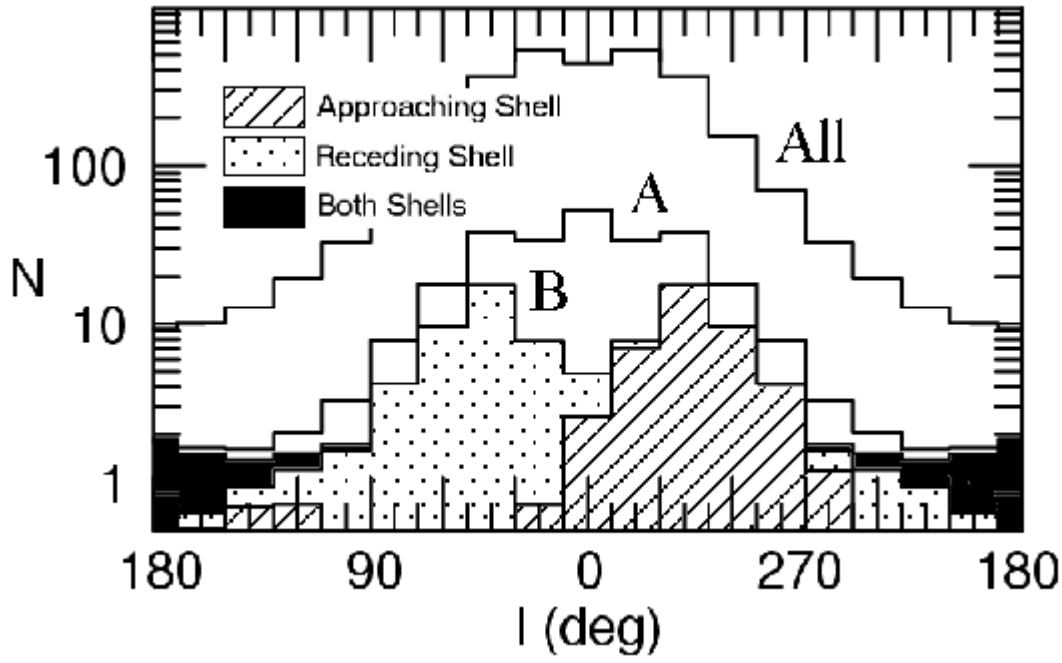 Approaching Shell
Receding Shell
Both Shells
All
A
B
100
10
1
N
180 90 0 270 180
l (deg)